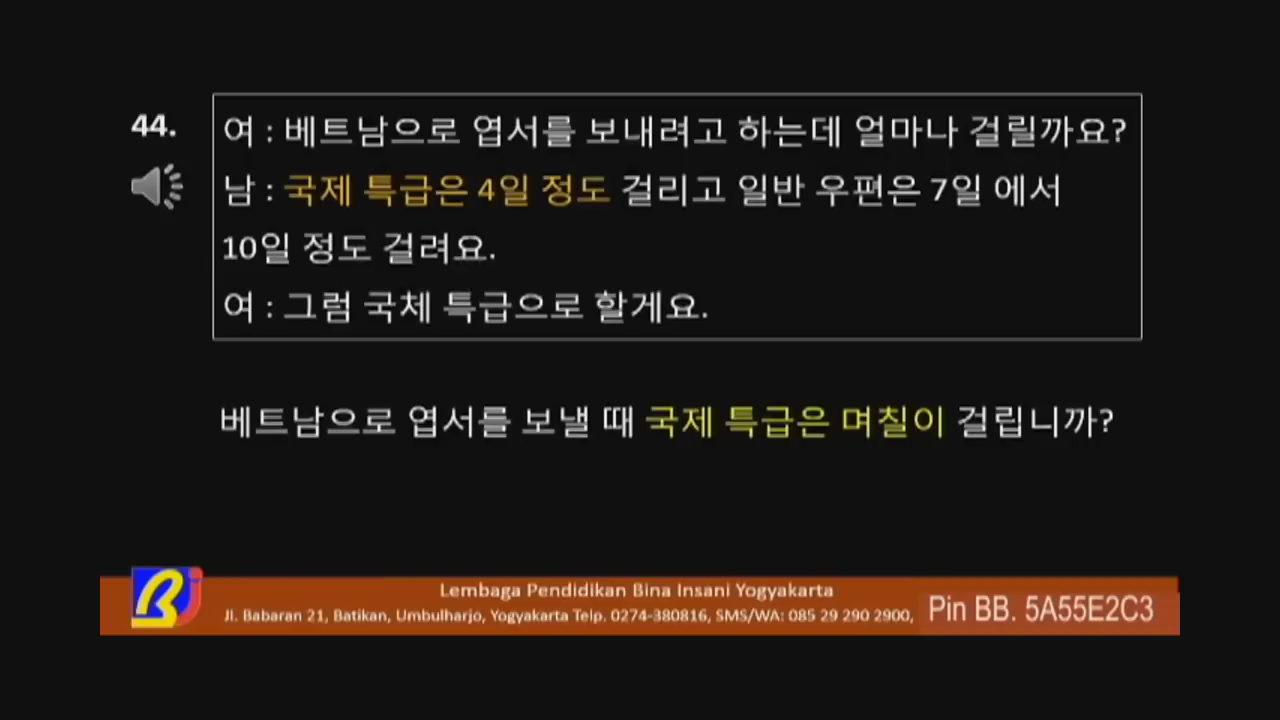 44.
여 : 베트남으로 엽서를 보내려고 하는데 얼마나 걸릴까요?
남 : 국제 특급은 4일 정도 걸리고 일반 우편은 7일 에서
10일 정도 걸려요.
여 : 그럼 국체 특급으로 할게요.
베트남으로 엽서를 보낼 때 국제 특급은 며칠이 걸립니까?
Lembaga Pendidikan Bina Insani Yogyakarta
Jl. Babaran 21, Batikan, Umbulharjo, Yogyakarta Telp. 0274-380816, SMS/WA: 085 29 290 2900,
Pin BB. 5A55E2C3